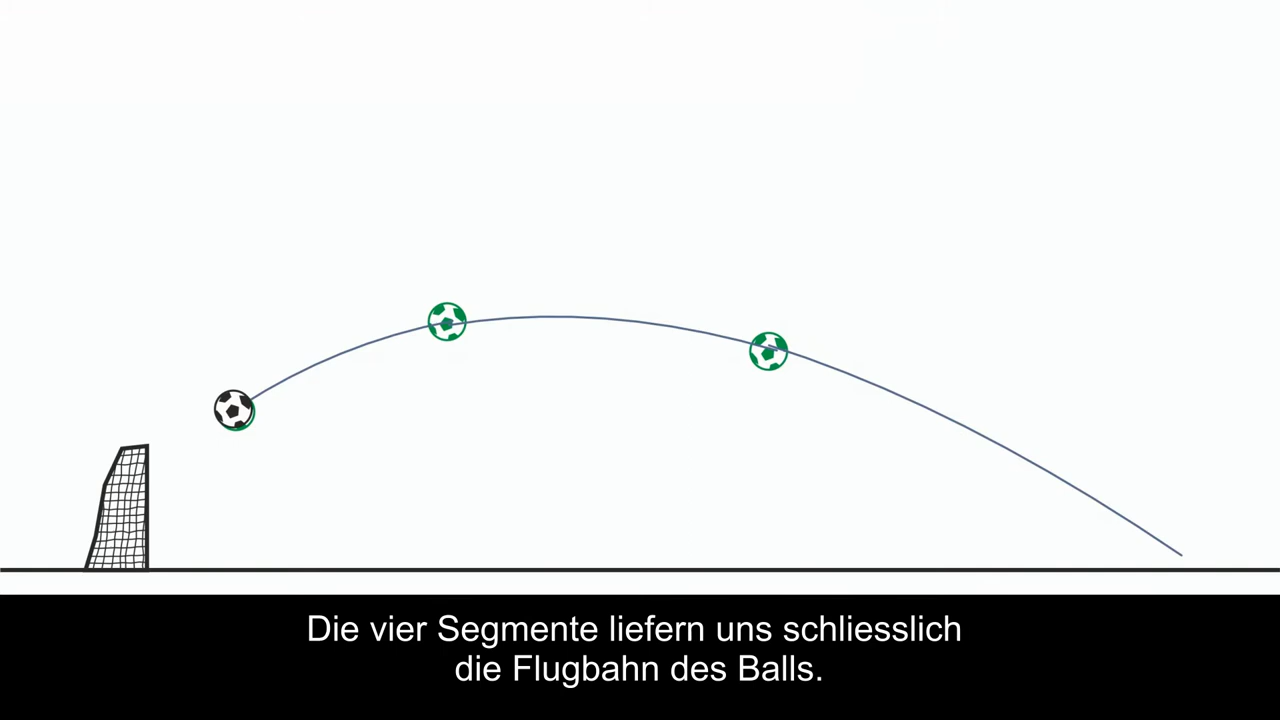 Die vier Segmente liefern uns schliesslich
die Flugbahn des Balls.